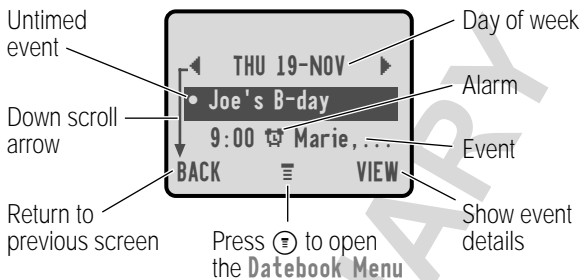 Untimed
event
Day of week
THU 19-NOV
Alarm
Joe's B-day
Down scroll
arrow
9:00 Marie,...
Event
BACK VIEW
Return to
previous screen
Press to open
the Datebook Menu
Show event
details
ARY